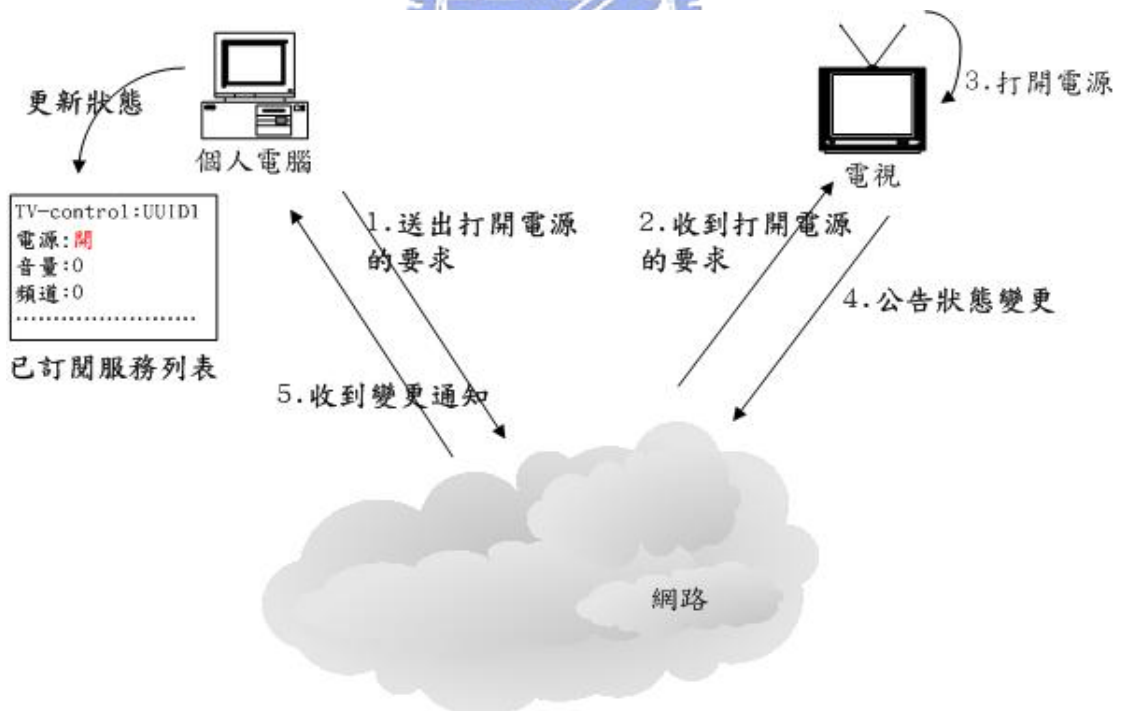 更新狀態
個人電腦
3.打開電源
電視
TV-control:UUID1
電源:開
音量:0
頻道:0
........................
已訂閱服務列表
1.送出打開電源
的要求
2.收到打開電源
的要求
4.公告狀態變更
5.收到變更通知
網路